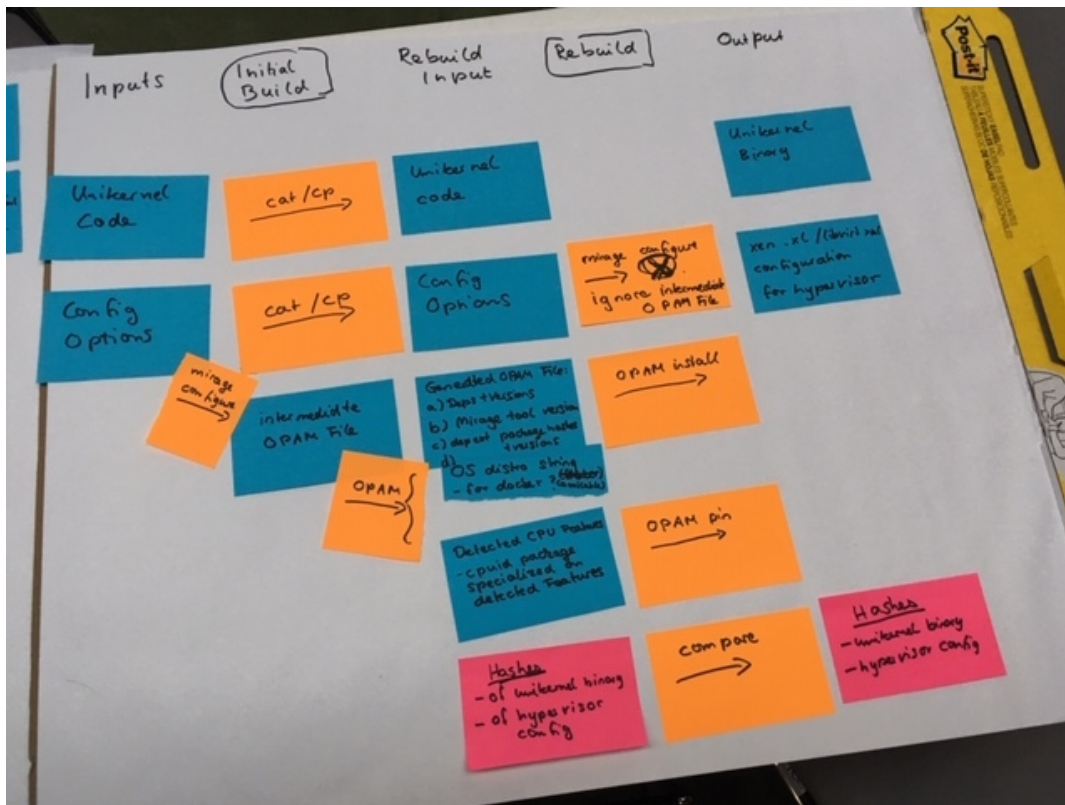 Inputs
Initial
Build
Rebuild
Input
Rebuild
Output
Unikernel
Code
cat/cp
Unikernel
code
Unikernel
Binary
Config
Options
cat/cp
Config
Options
mirage configure
ignore intermediate
OPAM File
xen .xl /libvirt xml
configuration
for hypervisor
mirage
configure
intermediate
OPAM File
Generated OPAM File:
a) Deps + versions
b) Mirage tool version
c) depext package hashes
+ versions
d)
OS distro string
- for docker ?
OPAM install
OPAM
Detected CPU Features
- cpuid package
specialized on
detected Features
OPAM pin
Hashes
- of unikernel binary
- of hypervisor
config
compare
Hashes
- unikernel binary
- hypervisor config
Post-it